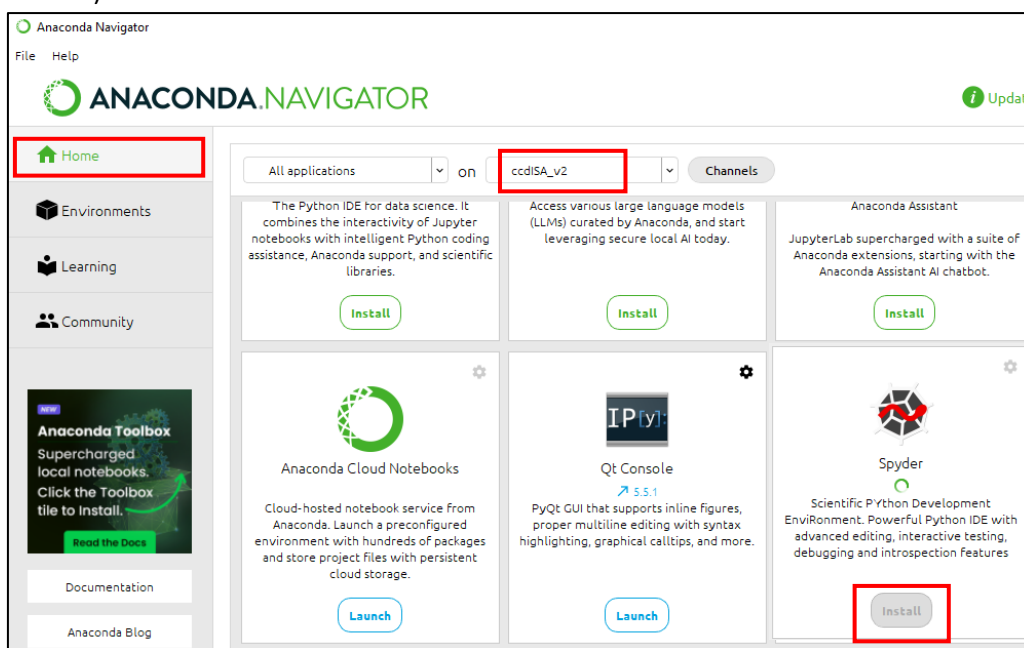 Anaconda Navigator
File Help
ANACONDA.NAVIGATOR
Updat
Home
Environments
Learning
Community
NEW
Anaconda Toolbox
Supercharged
local notebooks.
Click the Toolbox
tile to Install.
Read the Docs
Documentation
Anaconda Blog
All applications on ccdISA_v2 Channels
The Python IDE for data science. It
combines the interactivity of Jupyter
notebooks with intelligent Python coding
assistance, Anaconda support, and scientific
libraries.
Install
Access various large language models
(LLMs) curated by Anaconda, and start
leveraging secure local AI today.
Install
Anaconda Assistant
JupyterLab supercharged with a suite of
Anaconda extensions, starting with the
Anaconda Assistant AI chatbot.
Install
Anaconda Cloud Notebooks
Cloud-hosted notebook service from
Anaconda. Launch a preconfigured
environment with hundreds of packages
and store project files with persistent
cloud storage.
Launch
IP[y]:
Qt Console
5.5.1
PyQt GUI that supports inline figures,
proper multiline editing with syntax
highlighting, graphical calltips, and more.
Launch
Spyder
Scientific PYthon Development
EnviRonment. Powerful Python IDE with
advanced editing, interactive testing,
debugging and introspection features
Install